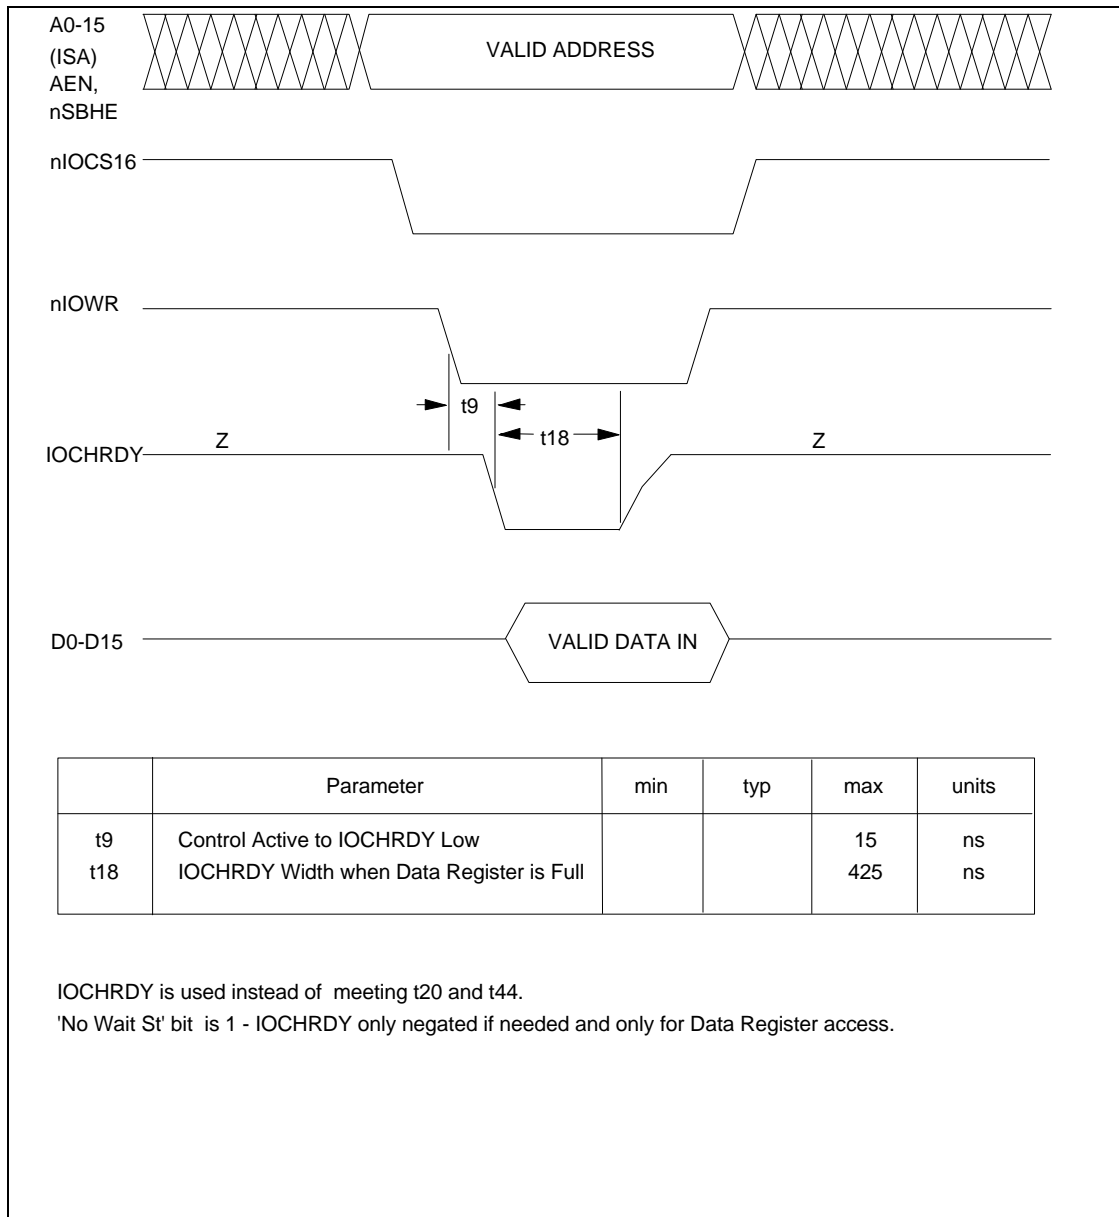 A0-15
(ISA)
AEN,
nSBHE
VALID ADDRESS
nIOCS16
nIOWR
t9
t18
Z
Z
IOCHRDY
D0-D15
VALID DATA IN
Parameter min typ max units
t9 Control Active to IOCHRDY Low 15 ns
t18 IOCHRDY Width when Data Register is Full 425 ns
IOCHRDY is used instead of meeting t20 and t44.
'No Wait St' bit is 1 - IOCHRDY only negated if needed and only for Data Register access.